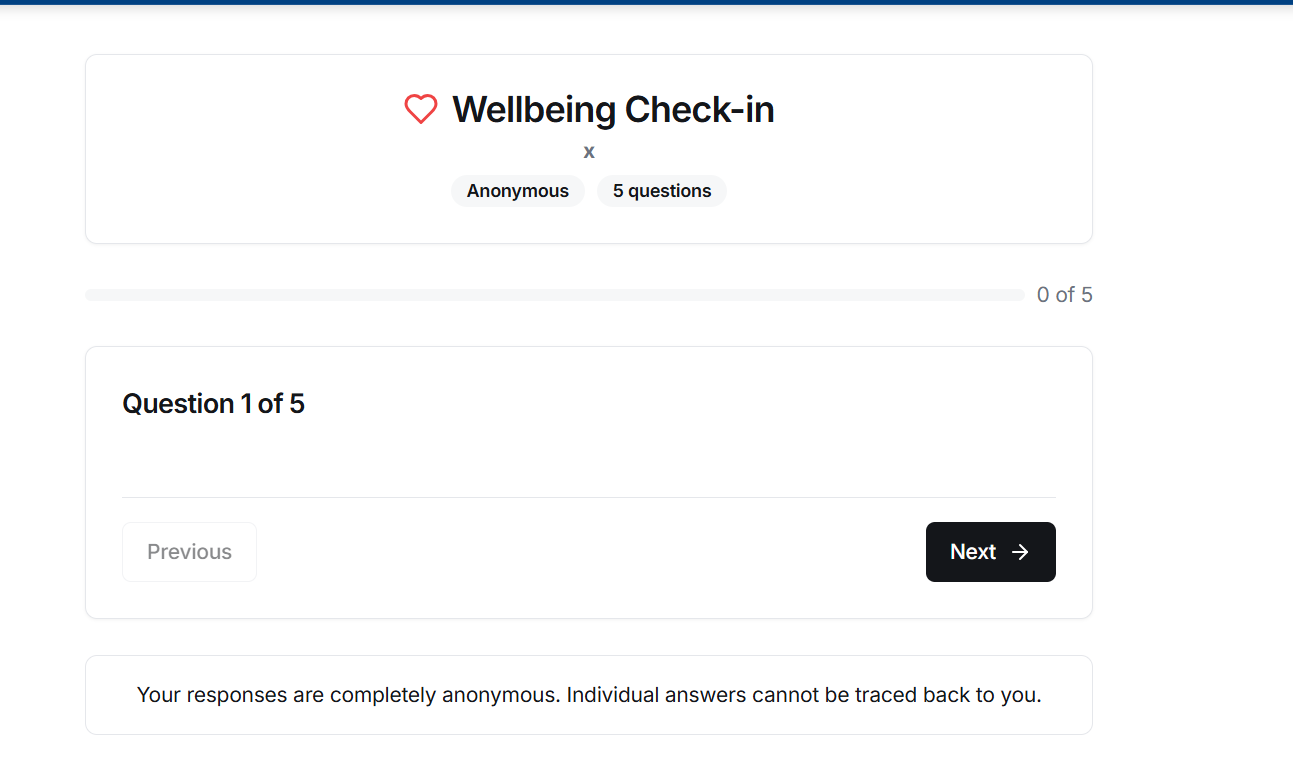 Wellbeing Check-in
x
Anonymous 5 questions
0 of 5
Question 1 of 5
Previous Next
Your responses are completely anonymous. Individual answers cannot be traced back to you.